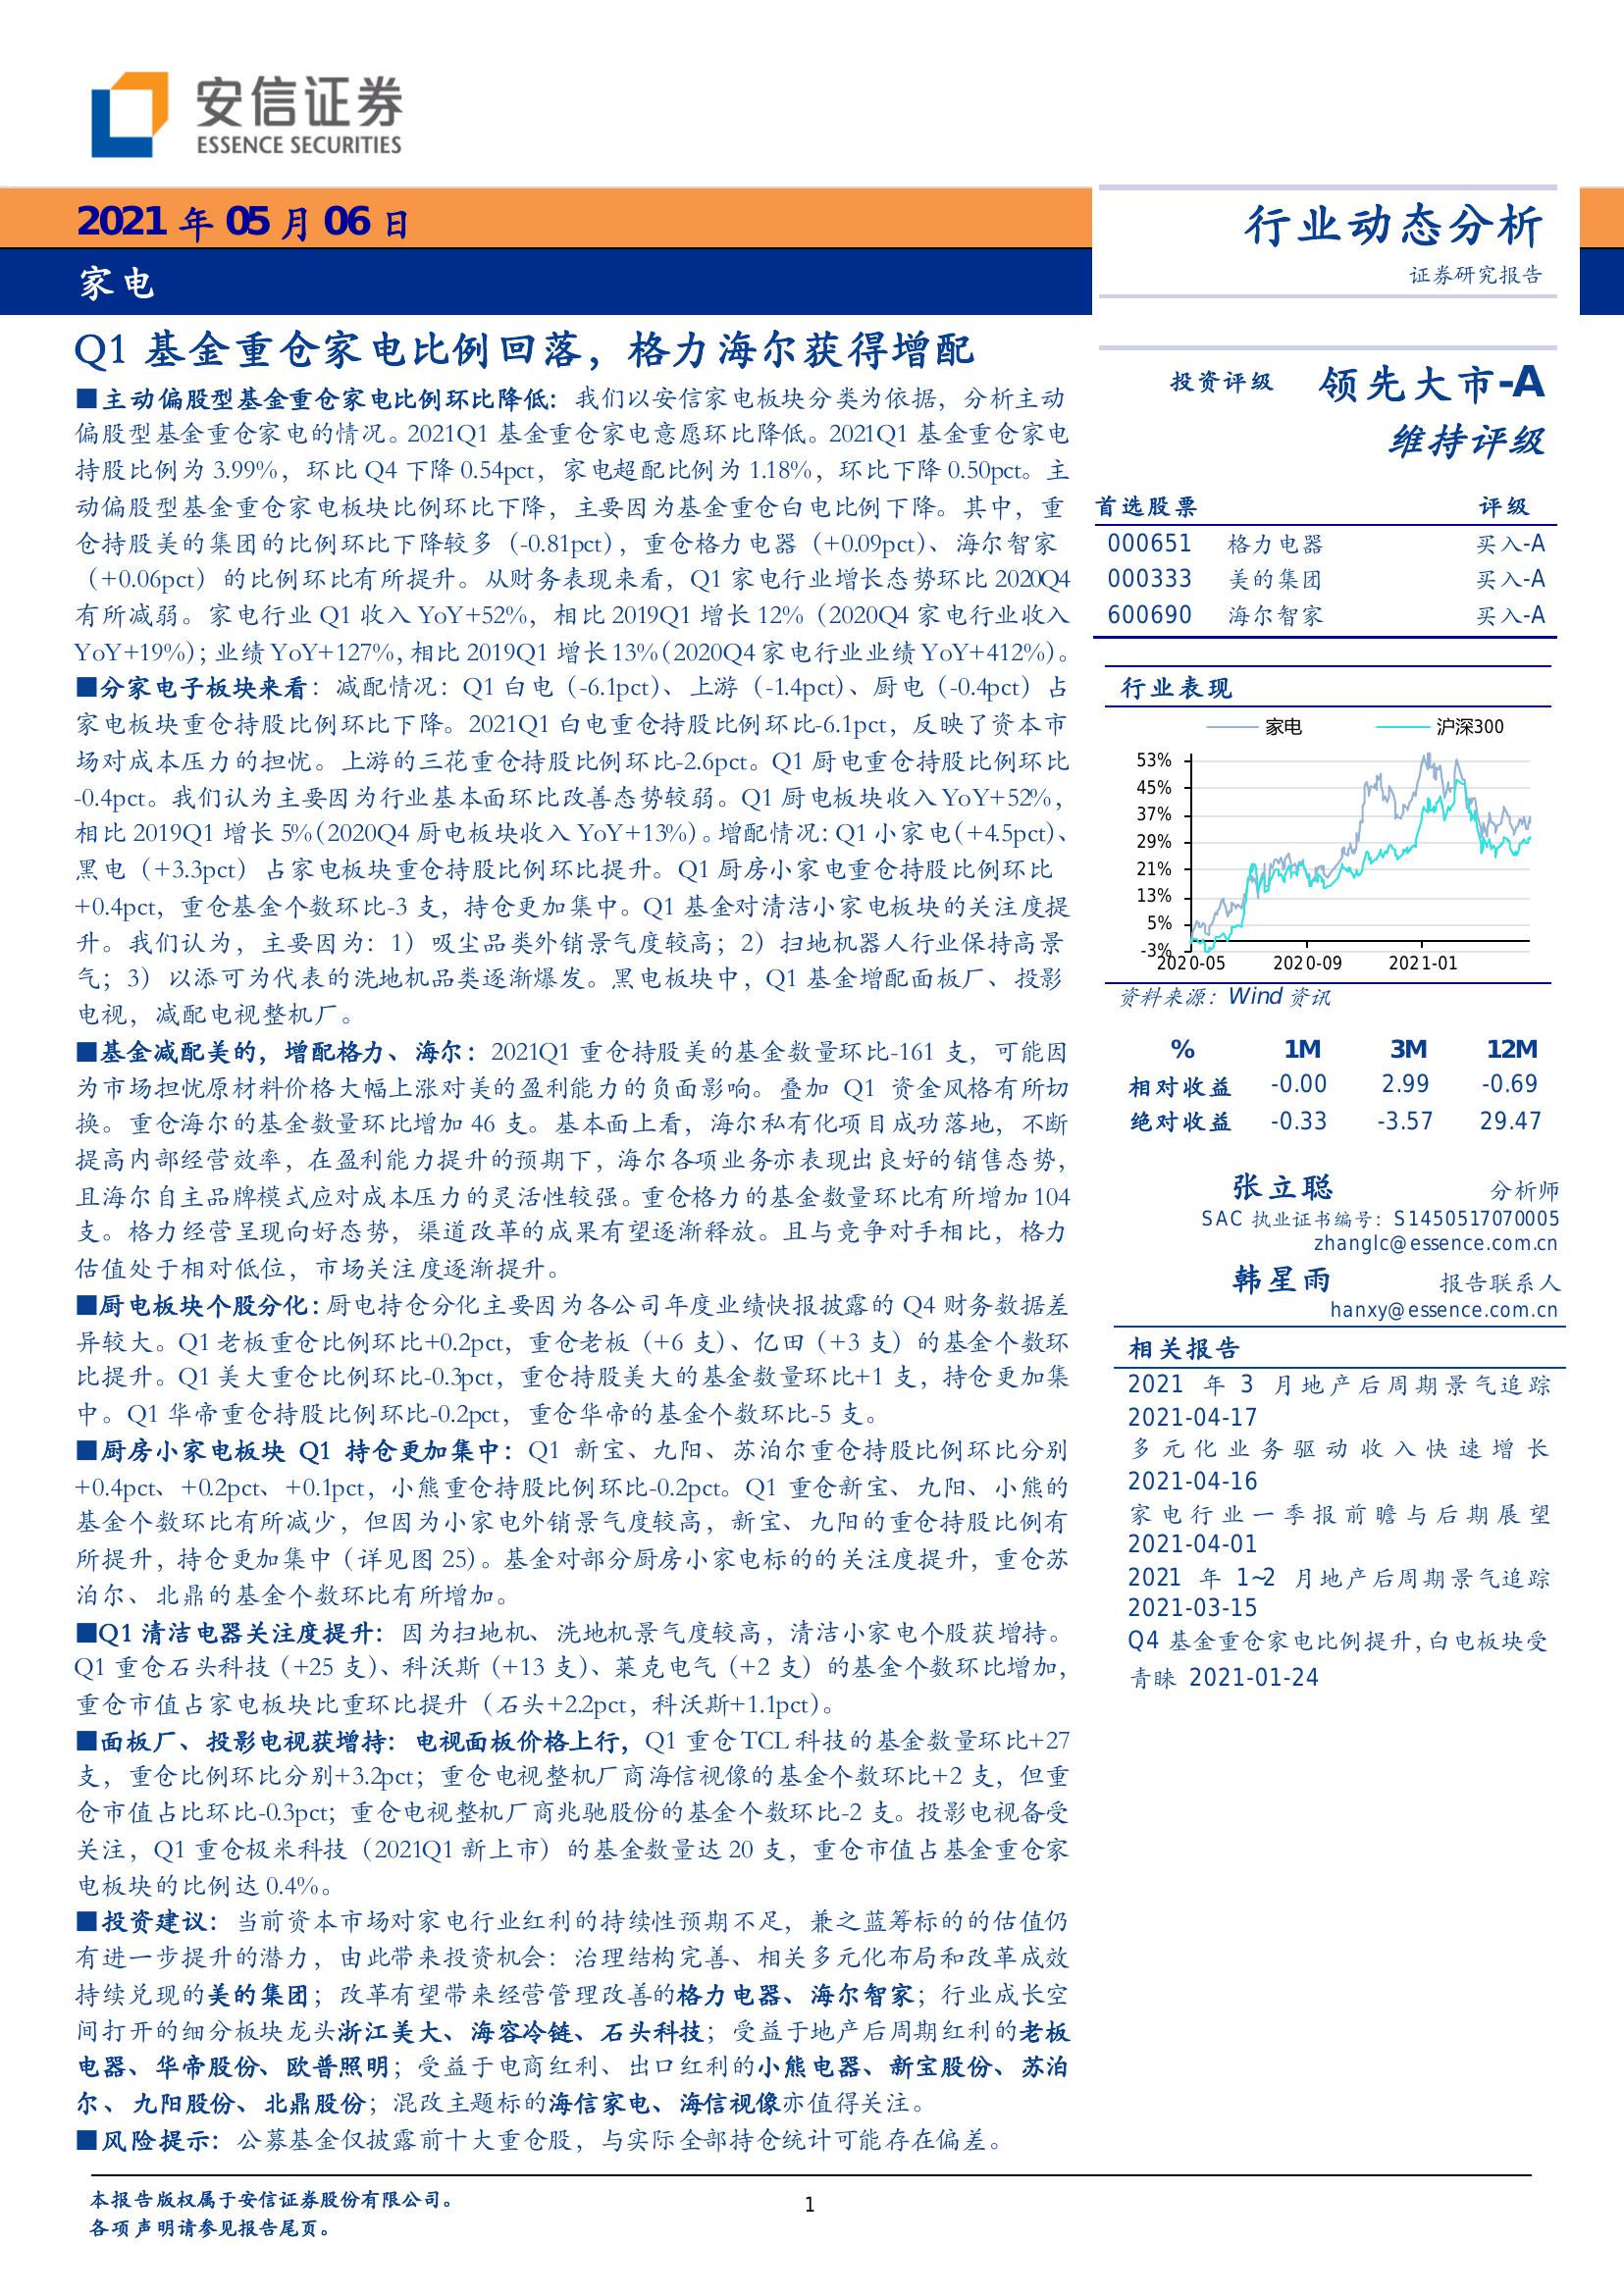 安信证券
ESSENCE SECURITIES
2021 年 05 月 06 日
家电
行业动态分析
证券研究报告
Q1 基金重仓家电比例回落，格力海尔获得增配
■主动偏股型基金重仓家电比例环比降低：我们以安信家电板块分类为依据，分析主动
偏股型基金重仓家电的情况。2021Q1 基金重仓家电意愿环比降低。2021Q1 基金重仓家电
持股比例为 3.99%，环比 Q4 下降 0.54pct，家电超配比例为 1.18%，环比下降 0.50pct。主
动偏股型基金重仓家电板块比例环比下降，主要因为基金重仓白电比例下降。其中，重
仓持股美的集团的比例环比下降较多（-0.81pct），重仓格力电器（+0.09pct）、海尔智家
（+0.06pct）的比例环比有所提升。从财务表现来看，Q1 家电行业增长态势环比 2020Q4
有所减弱。家电行业 Q1 收入 YoY+52%，相比 2019Q1 增长 12%（2020Q4 家电行业收入
YoY+19%）；业绩 YoY+127%，相比 2019Q1 增长 13%（2020Q4 家电行业业绩 YoY+412%）。
■分家电子板块来看：减配情况：Q1 白电（-6.1pct）、上游（-1.4pct）、厨电（-0.4pct）占
家电板块重仓持股比例环比下降。2021Q1 白电重仓持股比例环比-6.1pct，反映了资本市
场对成本压力的担忧。上游的三花重仓持股比例环比-2.6pct。Q1 厨电重仓持股比例环比
-0.4pct。我们认为主要因为行业基本面环比改善态势较弱。Q1 厨电板块收入 YoY+52%，
相比 2019Q1 增长 5%（2020Q4 厨电板块收入 YoY+13%）。增配情况：Q1 小家电（+4.5pct）、
黑电（+3.3pct）占家电板块重仓持股比例环比提升。Q1 厨房小家电重仓持股比例环比
+0.4pct，重仓基金个数环比-3 支，持仓更加集中。Q1 基金对清洁小家电板块的关注度提
升。我们认为，主要因为：1）吸尘品类外销景气度较高；2）扫地机器人行业保持高景
气；3）以添可为代表的洗地机品类逐渐爆发。黑电板块中，Q1 基金增配面板厂、投影
电视，减配电视整机厂。
■基金减配美的，增配格力、海尔：2021Q1 重仓持股美的基金数量环比-161 支，可能因
为市场担忧原材料价格大幅上涨对美的盈利能力的负面影响。叠加 Q1 资金风格有所切
换。重仓海尔的基金数量环比增加 46 支。基本面上看，海尔私有化项目成功落地，不断
提高内部经营效率，在盈利能力提升的预期下，海尔各项业务亦表现出良好的销售态势，
且海尔自主品牌模式应对成本压力的灵活性较强。重仓格力的基金数量环比有所增加 104
支。格力经营呈现向好态势，渠道改革的成果有望逐渐释放。且与竞争对手相比，格力
估值处于相对低位，市场关注度逐渐提升。
■厨电板块个股分化：厨电持仓分化主要因为各公司年度业绩快报披露的 Q4 财务数据差
异较大。Q1 老板重仓比例环比+0.2pct，重仓老板（+6 支）、亿田（+3 支）的基金个数环
比提升。Q1 美大重仓比例环比-0.3pct，重仓持股美大的基金数量环比+1 支，持仓更加集
中。Q1 华帝重仓持股比例环比-0.2pct，重仓华帝的基金个数环比-5 支。
■厨房小家电板块 Q1 持仓更加集中：Q1 新宝、九阳、苏泊尔重仓持股比例环比分别
+0.4pct、+0.2pct、+0.1pct，小熊重仓持股比例环比-0.2pct。Q1 重仓新宝、九阳、小熊的
基金个数环比有所减少，但因为小家电外销景气度较高，新宝、九阳的重仓持股比例有
所提升，持仓更加集中（详见图 25）。基金对部分厨房小家电标的的关注度提升，重仓苏
泊尔、北鼎的基金个数环比有所增加。
■Q1 清洁电器关注度提升：因为扫地机、洗地机景气度较高，清洁小家电个股获增持。
Q1 重仓石头科技（+25 支）、科沃斯（+13 支）、莱克电气（+2 支）的基金个数环比增加，
重仓市值占家电板块比重环比提升（石头+2.2pct，科沃斯+1.1pct）。
■面板厂、投影电视获增持：电视面板价格上行，Q1 重仓 TCL 科技的基金数量环比+27
支，重仓比例环比分别+3.2pct；重仓电视整机厂商海信视像的基金个数环比+2 支，但重
仓市值占比环比-0.3pct；重仓电视整机厂商兆驰股份的基金个数环比-2 支。投影电视备受
关注，Q1 重仓极米科技（2021Q1 新上市）的基金数量达 20 支，重仓市值占基金重仓家
电板块的比例达 0.4%。
■投资建议：当前资本市场对家电行业红利的持续性预期不足，兼之蓝筹标的的估值仍
有进一步提升的潜力，由此带来投资机会：治理结构完善、相关多元化布局和改革成效
持续兑现的美的集团；改革有望带来经营管理改善的格力电器、海尔智家；行业成长空
间打开的细分板块龙头浙江美大、海容冷链、石头科技；受益于地产后周期红利的老板
电器、华帝股份、欧普照明；受益于电商红利、出口红利的小熊电器、新宝股份、苏泊
尔、九阳股份、北鼎股份；混改主题标的海信家电、海信视像亦值得关注。
■风险提示：公募基金仅披露前十大重仓股，与实际全部持仓统计可能存在偏差。
投资评级 领先大市-A
维持评级
首选股票 评级
000651 格力电器 买入-A
000333 美的集团 买入-A
600690 海尔智家 买入-A
行业表现
家电 沪深300
53%
45%
37%
29%
21%
13%
5%
-3%
2020-05 2020-09 2021-01
资料来源：Wind 资讯
% 1M 3M 12M
相对收益 -0.00 2.99 -0.69
绝对收益 -0.33 -3.57 29.47
张立聪 分析师
SAC 执业证书编号：S1450517070005
zhanglc@essence.com.cn
韩星雨 报告联系人
hanxy@essence.com.cn
相关报告
2021 年 3 月地产后周期景气追踪
2021-04-17
多元化业务驱动收入快速增长
2021-04-16
家电行业一季报前瞻与后期展望
2021-04-01
2021 年 1~2 月地产后周期景气追踪
2021-03-15
Q4 基金重仓家电比例提升，白电板块受
青睐 2021-01-24
本报告版权属于安信证券股份有限公司。
各项声明请参见报告尾页。
1